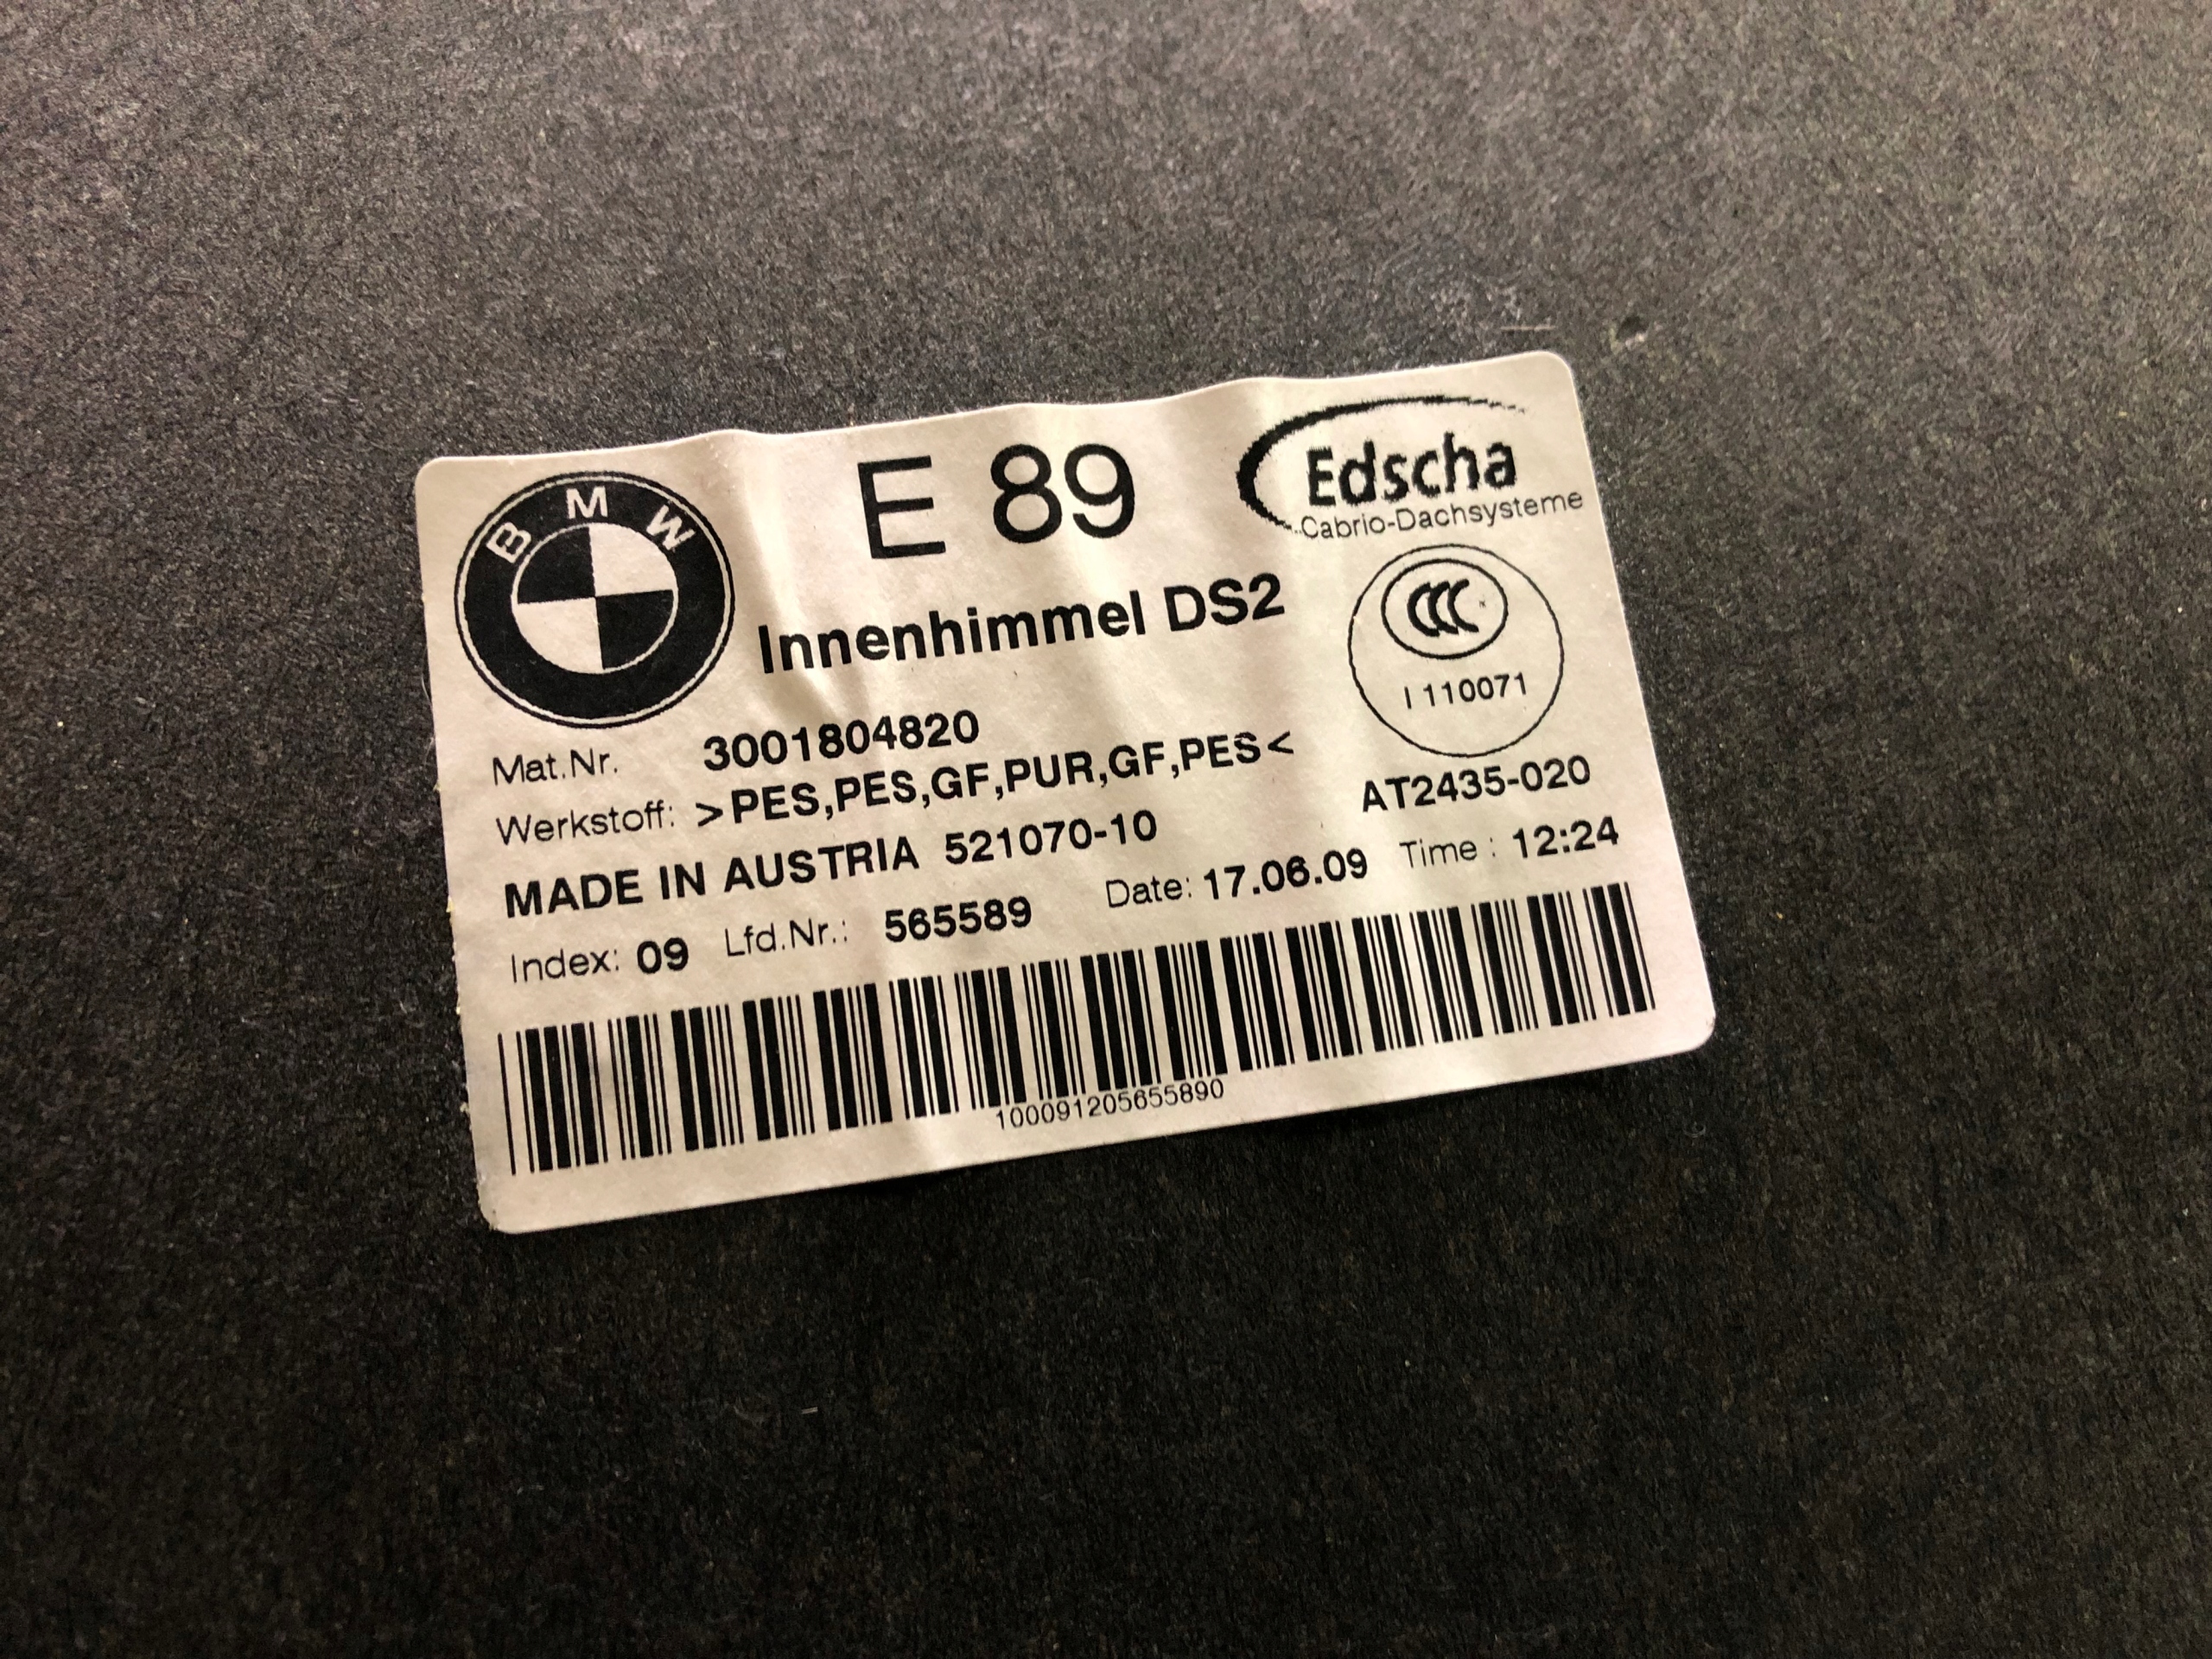 B M W
E 89
Edscha
Cabrio-Dachsysteme
Innenhimmel DS2
CCC
I 110071
Mat.Nr. 3001804820
Werkstoff: >PES,PES,GF,PUR,GF,PES<
AT2435-020
MADE IN AUSTRIA 521070-10
Index: 09 Lfd.Nr.: 565589 Date: 17.06.09 Time : 12:24
100091205655890